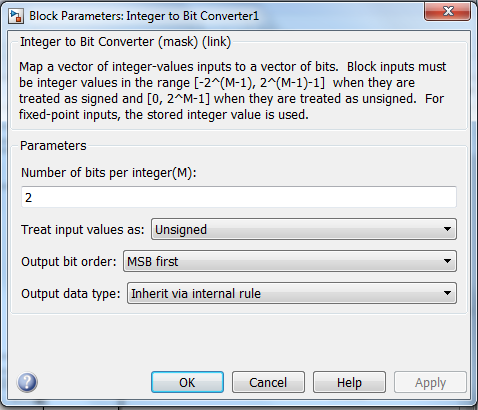 Block Parameters: Integer to Bit Converter1
Integer to Bit Converter (mask) (link)
Map a vector of integer-values inputs to a vector of bits.  Block inputs must
be integer values in the range [-2^(M-1), 2^(M-1)-1]  when they are
treated as signed and [0, 2^M-1] when they are treated as unsigned.  For
fixed-point inputs, the stored integer value is used.
Parameters
Number of bits per integer(M):
2
Treat input values as: Unsigned
Output bit order: MSB first
Output data type: Inherit via internal rule
? OK Cancel Help Apply